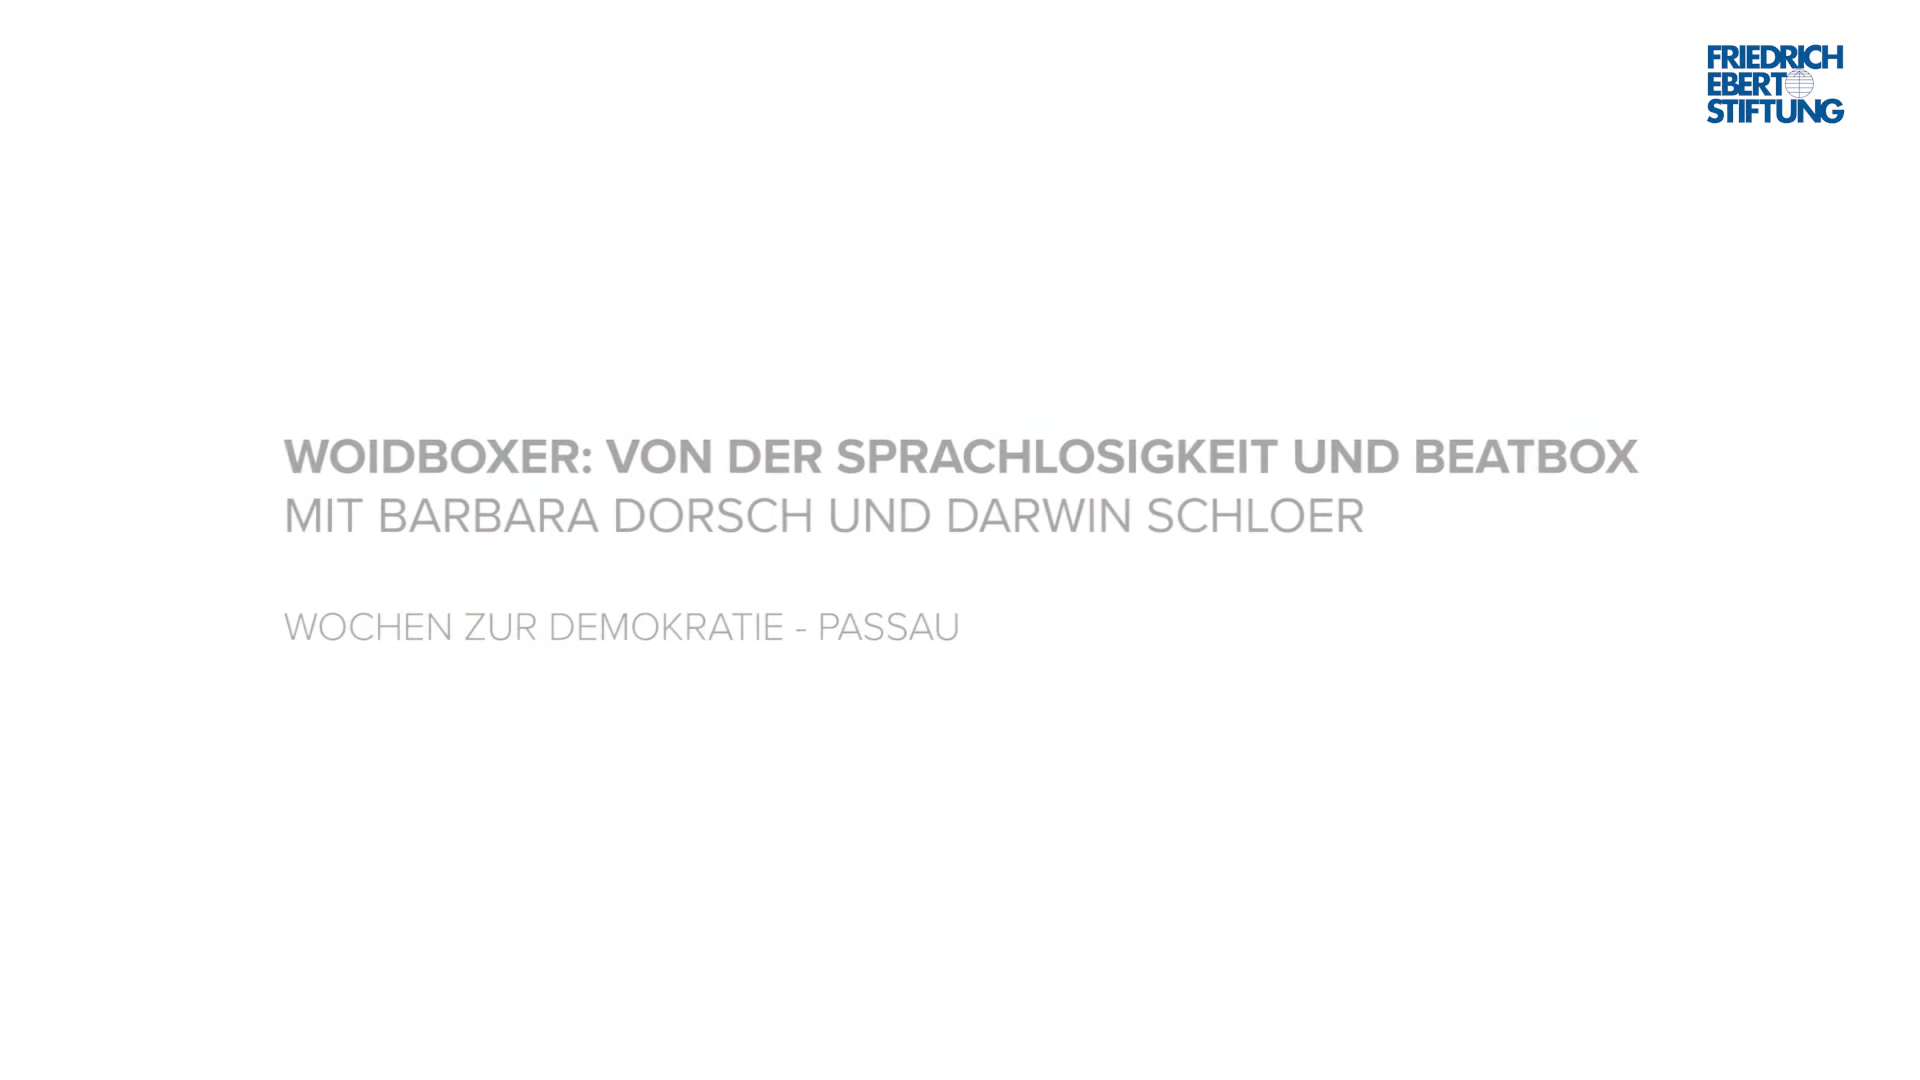 FRIEDRICH
EBERT
STIFTUNG
WOIDBOXER: VON DER SPRACHLOSIGKEIT UND BEATBOX
MIT BARBARA DORSCH UND DARWIN SCHLOER
WOCHEN ZUR DEMOKRATIE - PASSAU